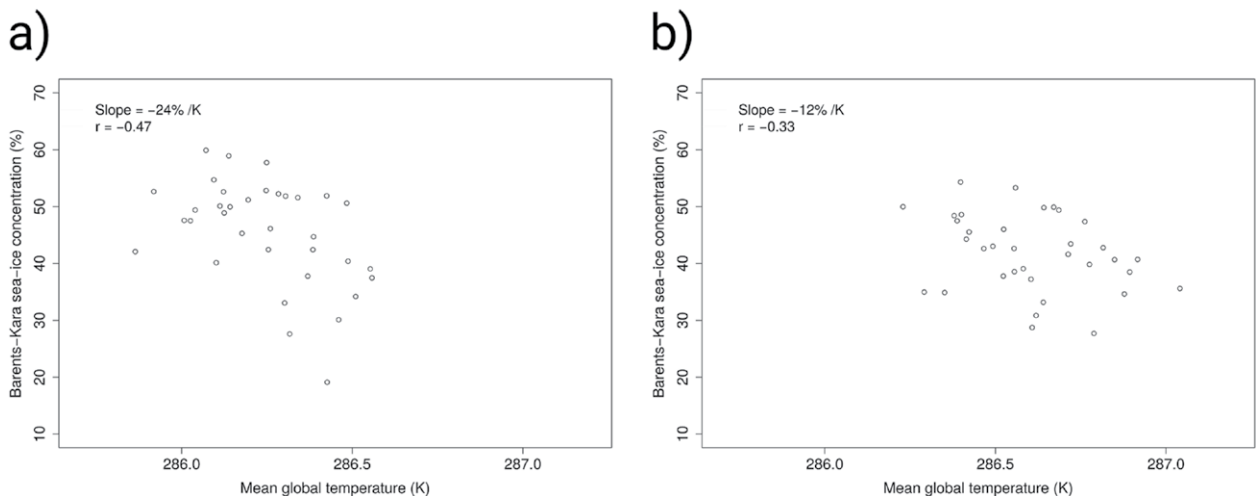 a)
Slope = −24% /K
r = −0.47
Barents−Kara sea−ice concentration (%)
70
60
50
40
30
20
10
286.0 286.5 287.0
Mean global temperature (K)
b)
Slope = −12% /K
r = −0.33
Barents−Kara sea−ice concentration (%)
70
60
50
40
30
20
10
286.0 286.5 287.0
Mean global temperature (K)